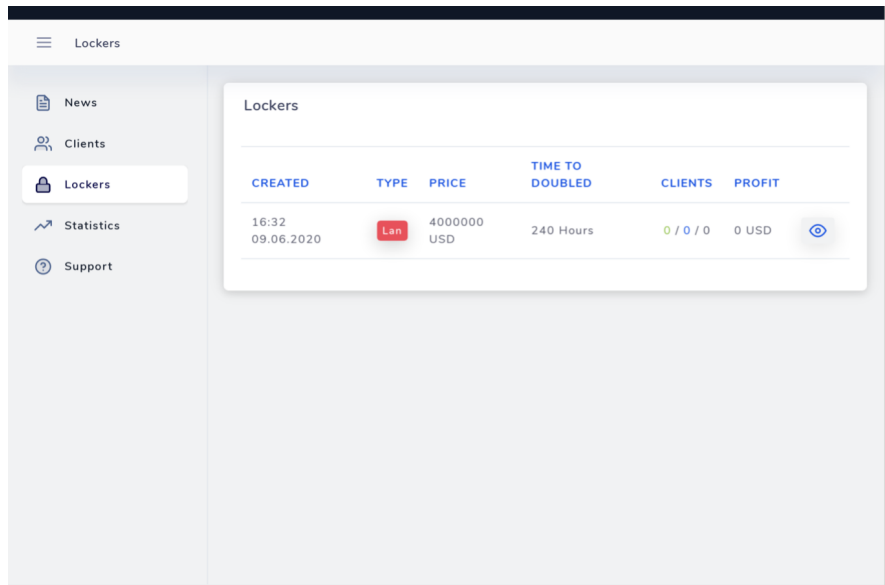 Lockers
News
Clients
Lockers
Statistics
Support
Lockers
CREATED TYPE PRICE TIME TO DOUBLED CLIENTS PROFIT
16:32 09.06.2020 Lan 4000000 USD 240 Hours 0 / 0 / 0 0 USD